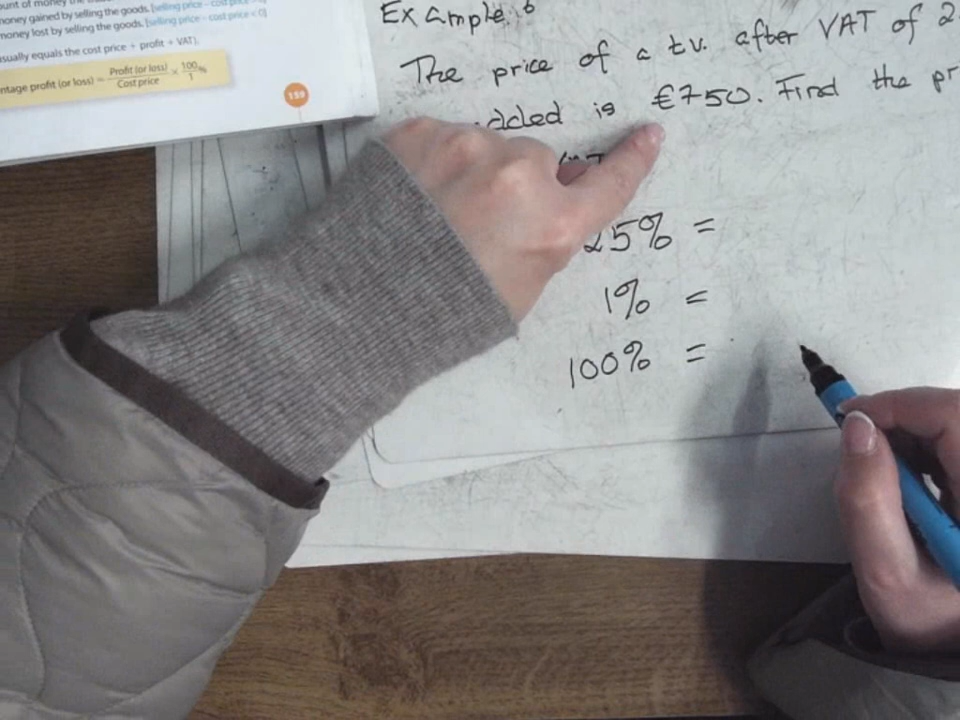 money gained by selling the goods. [selling price – cost price
money lost by selling the goods. [selling price – cost price < 0]
usually equals the cost price + profit + VAT).
ntage profit (or loss) = Profit (or loss) / Cost price × 100/1 %
159
Example 6
The price of a tv. after VAT of 2
dded is €750. Find the pr
25% =
1% =
100% =